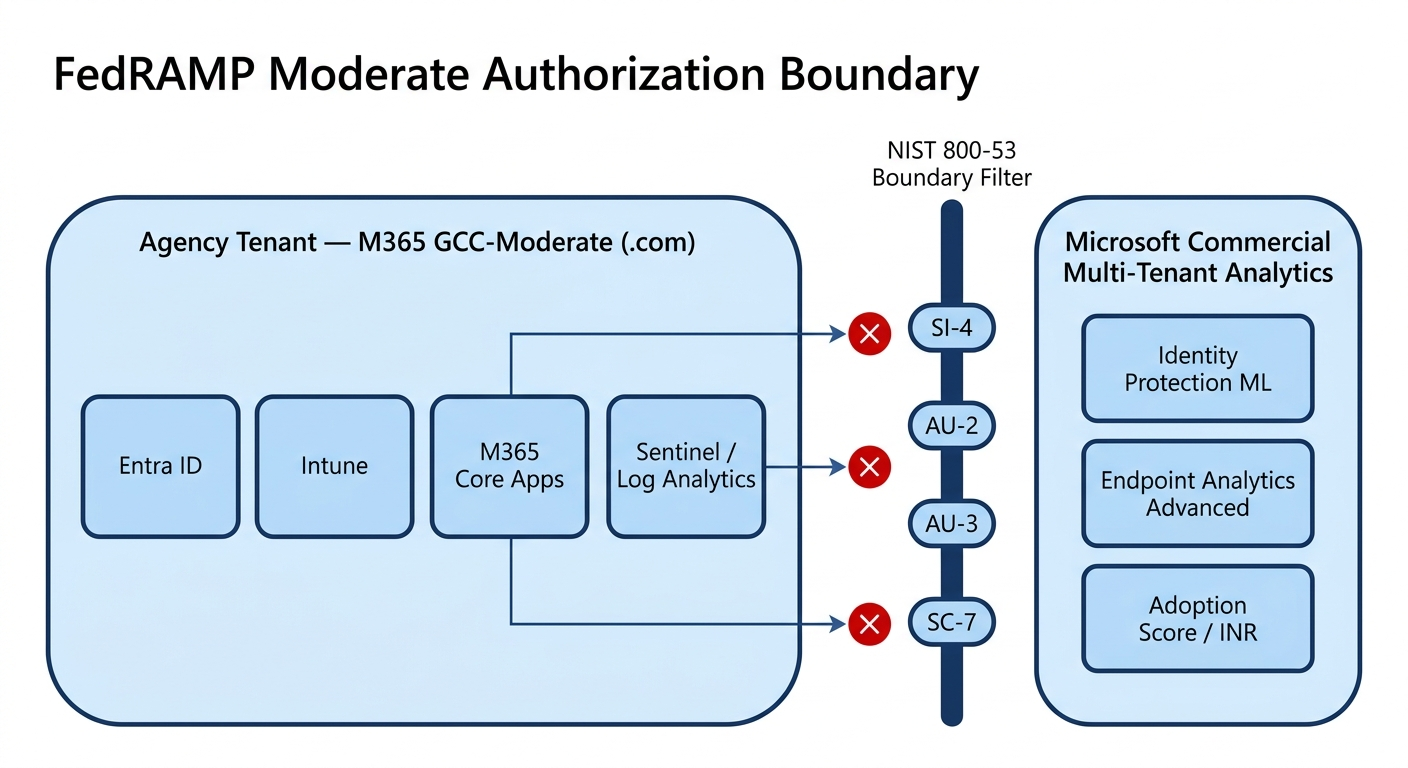 FedRAMP Moderate Authorization Boundary
NIST 800-53
Boundary Filter
Agency Tenant — M365 GCC-Moderate (.com)
Entra ID
Intune
M365
Core Apps
Sentinel /
Log Analytics
SI-4
AU-2
AU-3
SC-7
Microsoft Commercial
Multi-Tenant Analytics
Identity
Protection ML
Endpoint Analytics
Advanced
Adoption
Score / INR